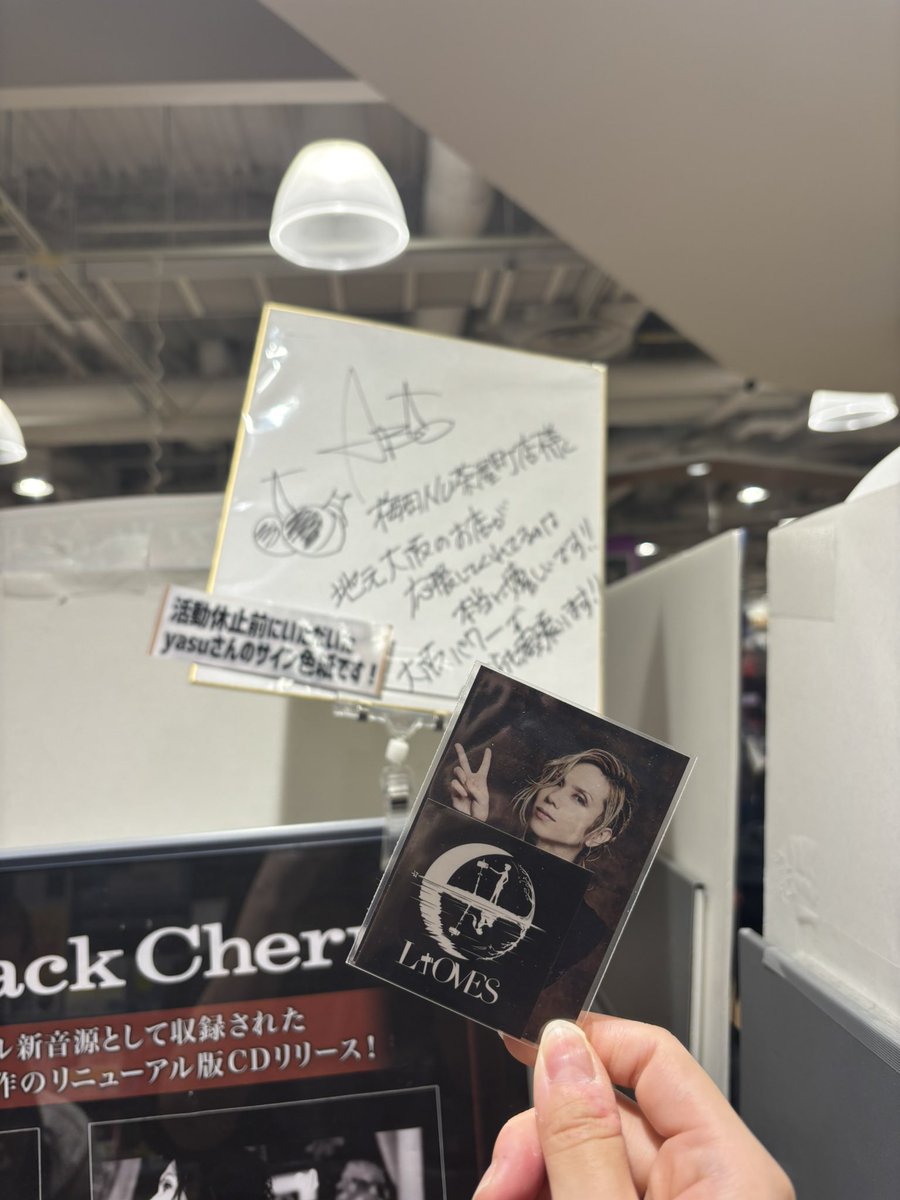 梅田NU茶屋町店様
地元大阪のお店が
応援してくれてるのは
本当に嬉しいです!!
大阪パワーで
活動休止前にいただいた
yasuさんのサイン色紙です!
L†OVES
ack Cherr
ル新音源として収録された
作のリニューアル版CDリリース!